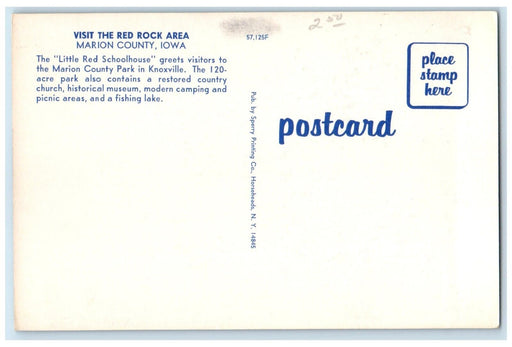 VISIT THE RED ROCK AREA
MARION COUNTY, IOWA
The "Little Red Schoolhouse" greets visitors to
the Marion County Park in Knoxville. The 120-
acre park also contains a restored country
church, historical museum, modern camping and
picnic areas, and a fishing lake.
57,125F
2 50
place
stamp
here
postcard
Pub. by Sperry Printing Co., Horseheads, N. Y. 14845